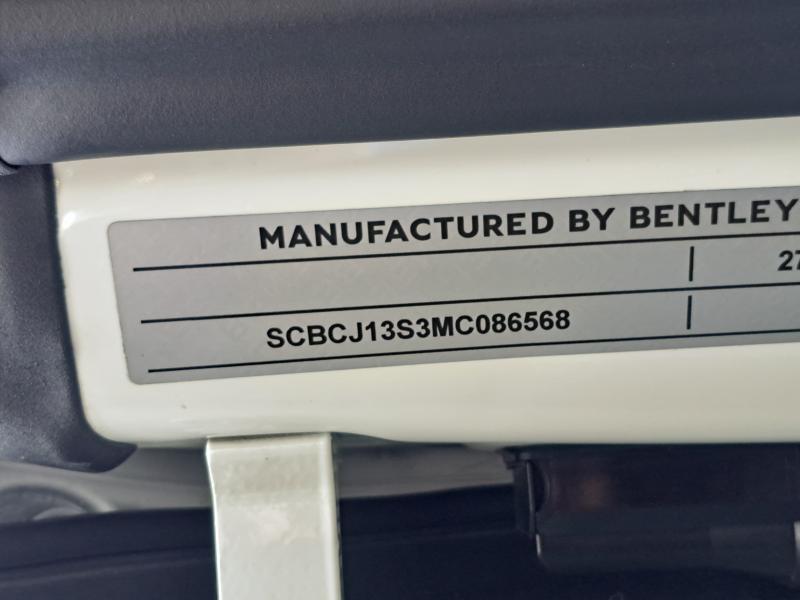 MANUFACTURED BY BENTLEY
27
SCBCJ13S3MC086568